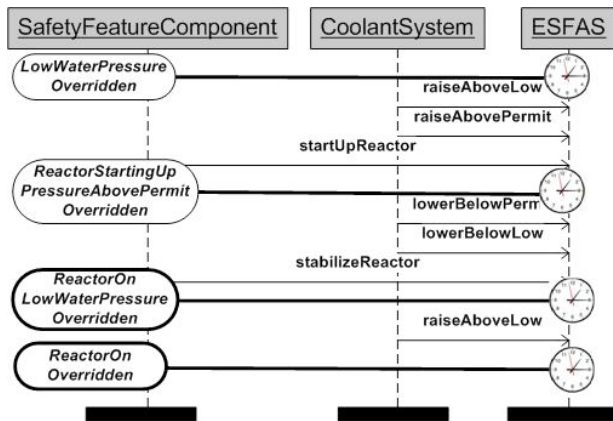 SafetyFeatureComponent
CoolantSystem
ESFAS
LowWaterPressure
Overridden
raiseAboveLow
raiseAbovePermit
startUpReactor
ReactorStartingUp
PressureAbovePermit
Overridden
lowerBelowPerm
lowerBelowLow
stabilizeReactor
ReactorOn
LowWaterPressure
Overridden
raiseAboveLow
ReactorOn
Overridden